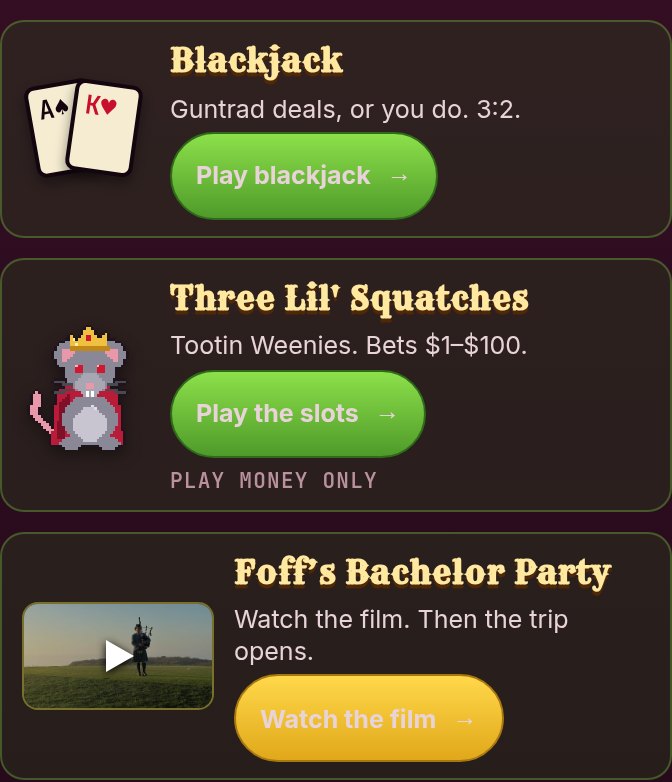 Blackjack
A♠ K♥
Guntrad deals, or you do. 3:2.
Play blackjack →
Three Lil' Squatches
Tootin Weenies. Bets $1–$100.
Play the slots →
PLAY MONEY ONLY
Foff’s Bachelor Party
Watch the film. Then the trip
opens.
Watch the film →